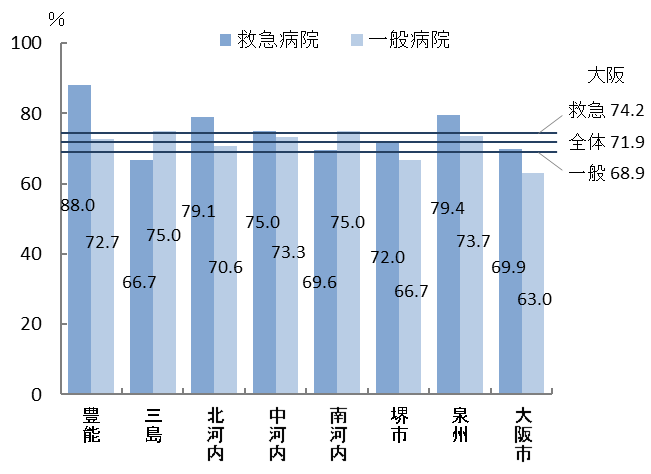 %
救急病院 一般病院
大阪
救急 74.2
全体 71.9
一般 68.9
100
80
60
40
20
0
88.0
72.7
66.7
75.0
79.1
70.6
75.0
73.3
69.6
75.0
72.0
66.7
79.4
73.7
69.9
63.0
豊能
三島
北河内
中河内
南河内
堺市
泉州
大阪市